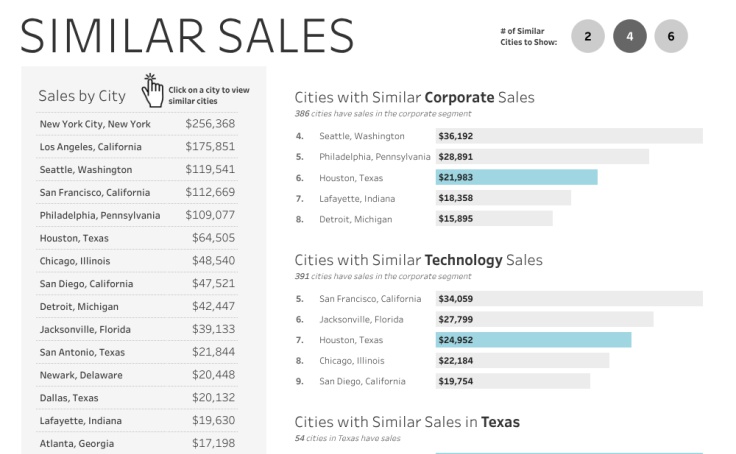 SIMILAR SALES
# of Similar
Cities to Show:
2 4 6
Sales by City
Click on a city to view
similar cities
New York City, New York $256,368
Los Angeles, California $175,851
Seattle, Washington $119,541
San Francisco, California $112,669
Philadelphia, Pennsylvania $109,077
Houston, Texas $64,505
Chicago, Illinois $48,540
San Diego, California $47,521
Detroit, Michigan $42,447
Jacksonville, Florida $39,133
San Antonio, Texas $21,844
Newark, Delaware $20,448
Dallas, Texas $20,132
Lafayette, Indiana $19,630
Atlanta, Georgia $17,198
Cities with Similar Corporate Sales
386 cities have sales in the corporate segment
4. Seattle, Washington $36,192
5. Philadelphia, Pennsylvania $28,891
6. Houston, Texas $21,983
7. Lafayette, Indiana $18,358
8. Detroit, Michigan $15,895
Cities with Similar Technology Sales
391 cities have sales in the corporate segment
5. San Francisco, California $34,059
6. Jacksonville, Florida $27,799
7. Houston, Texas $24,952
8. Chicago, Illinois $22,184
9. San Diego, California $19,754
Cities with Similar Sales in Texas
54 cities in Texas have sales